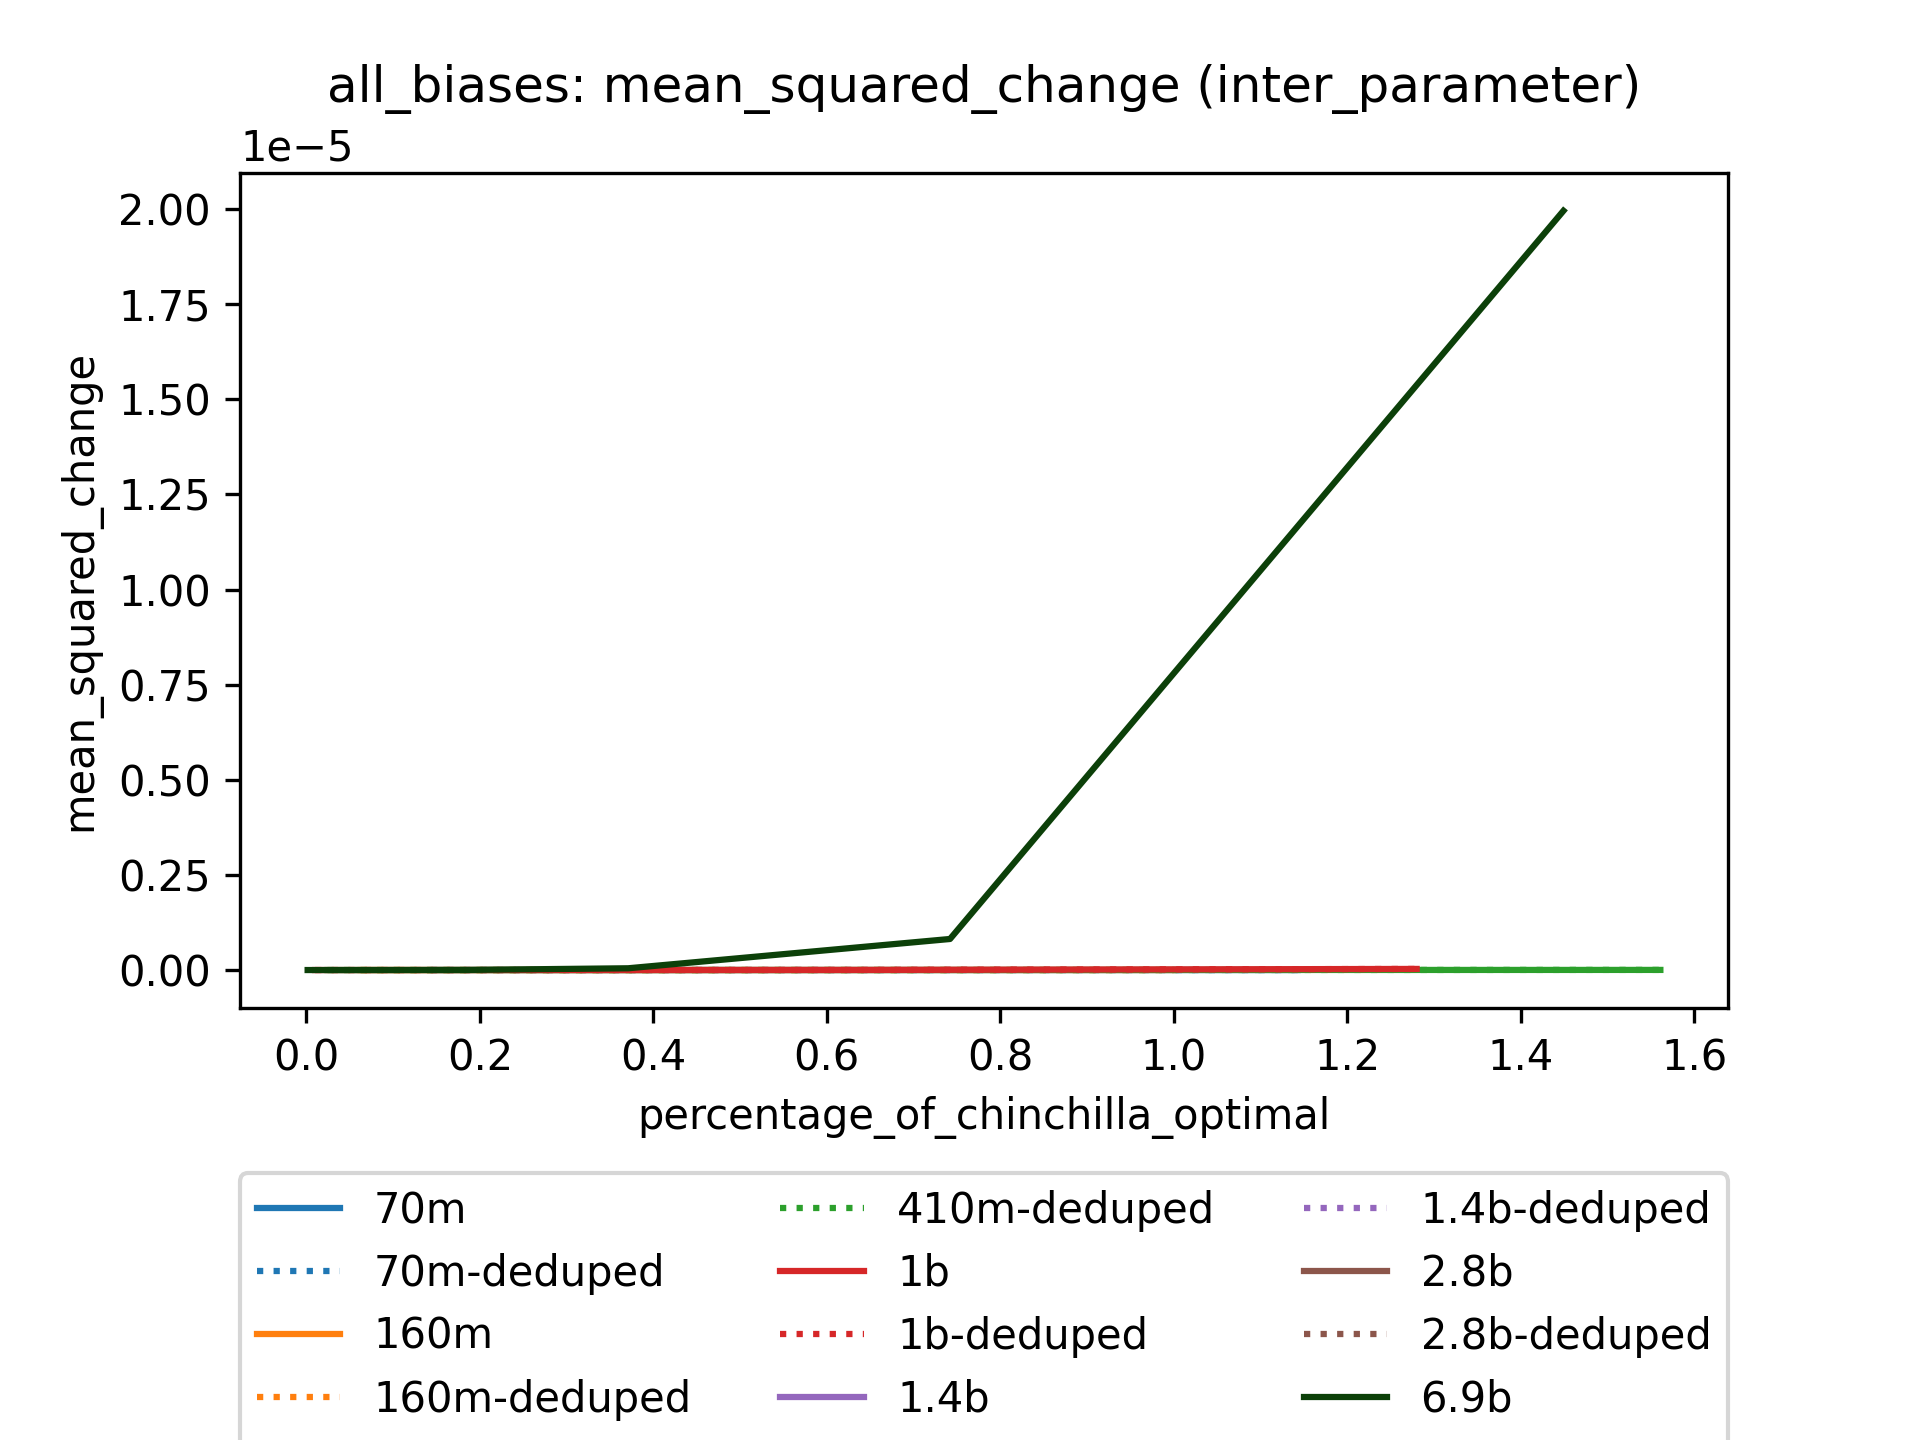 all_biases: mean_squared_change (inter_parameter)
1e−5
2.00
1.75
1.50
1.25
1.00
0.75
0.50
0.25
0.00
mean_squared_change
0.0 0.2 0.4 0.6 0.8 1.0 1.2 1.4 1.6
percentage_of_chinchilla_optimal
70m 410m-deduped 1.4b-deduped
70m-deduped 1b 2.8b
160m 1b-deduped 2.8b-deduped
160m-deduped 1.4b 6.9b